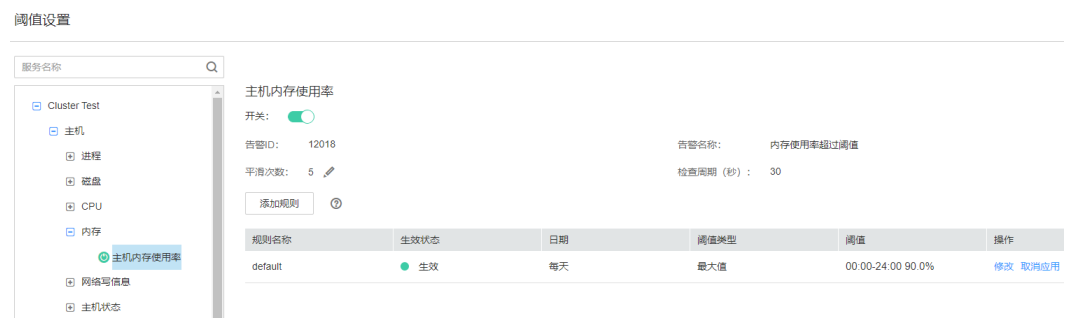 阈值设置
服务名称
Cluster Test
主机
进程
磁盘
CPU
内存
主机内存使用率
网络写信息
主机状态
主机内存使用率
开关：
告警ID： 12018 告警名称： 内存使用率超过阈值
平滑次数： 5 检查周期（秒）： 30
添加规则
规则名称 生效状态 日期 阈值类型 阈值 操作
default 生效 每天 最大值 00:00-24:00 90.0% 修改 取消应用